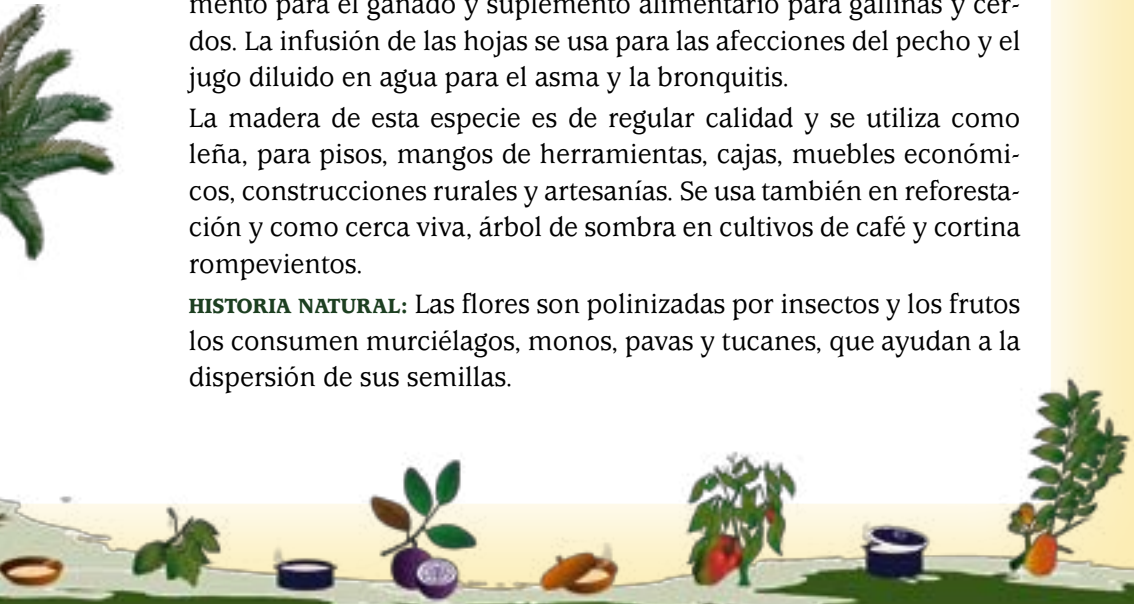 mento para el ganado y suplemento alimentario para gallinas y cer-
dos. La infusión de las hojas se usa para las afecciones del pecho y el
jugo diluido en agua para el asma y la bronquitis.
La madera de esta especie es de regular calidad y se utiliza como
leña, para pisos, mangos de herramientas, cajas, muebles económi-
cos, construcciones rurales y artesanías. Se usa también en reforesta-
ción y como cerca viva, árbol de sombra en cultivos de café y cortina
rompevientos.
HISTORIA NATURAL: Las flores son polinizadas por insectos y los frutos
los consumen murciélagos, monos, pavas y tucanes, que ayudan a la
dispersión de sus semillas.